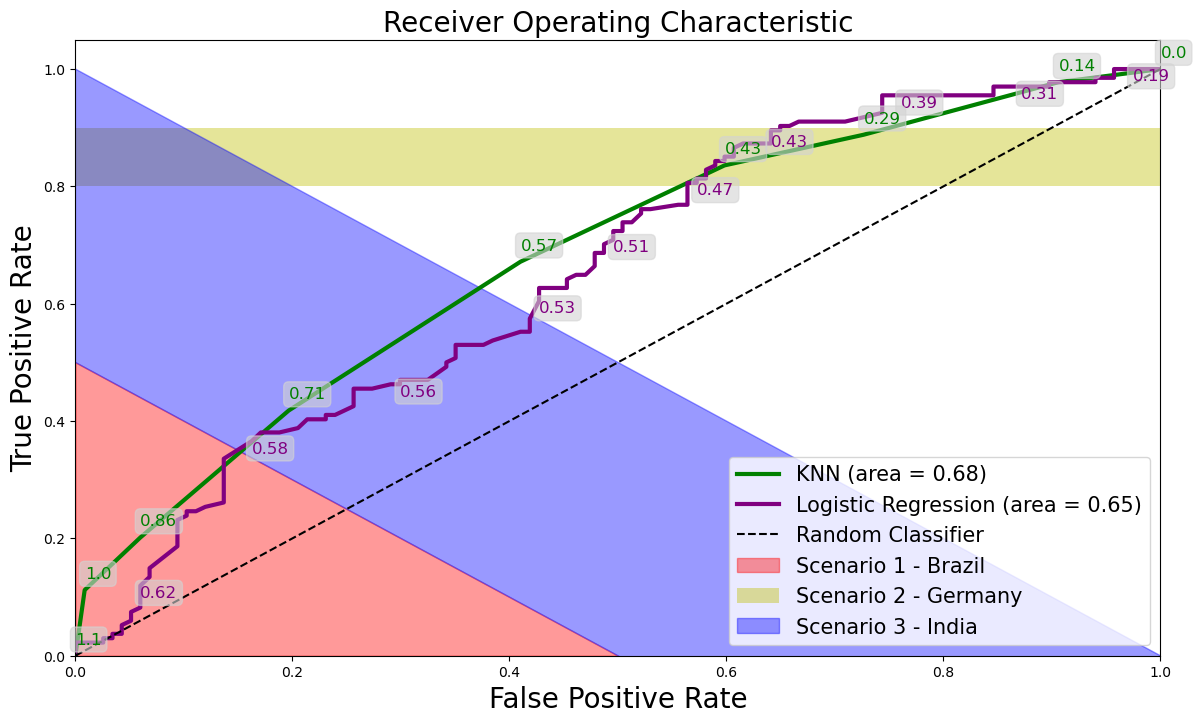 Receiver Operating Characteristic
True Positive Rate
1.0
0.8
0.6
0.4
0.2
0.0
0.0
0.14
0.19
0.31
0.39
0.29
0.43
0.43
0.47
0.57
0.51
0.53
0.71
0.56
0.58
0.86
1.0
0.62
1.1
KNN (area = 0.68)
Logistic Regression (area = 0.65)
Random Classifier
Scenario 1 - Brazil
Scenario 2 - Germany
Scenario 3 - India
0.0 0.2 0.4 0.6 0.8 1.0
False Positive Rate